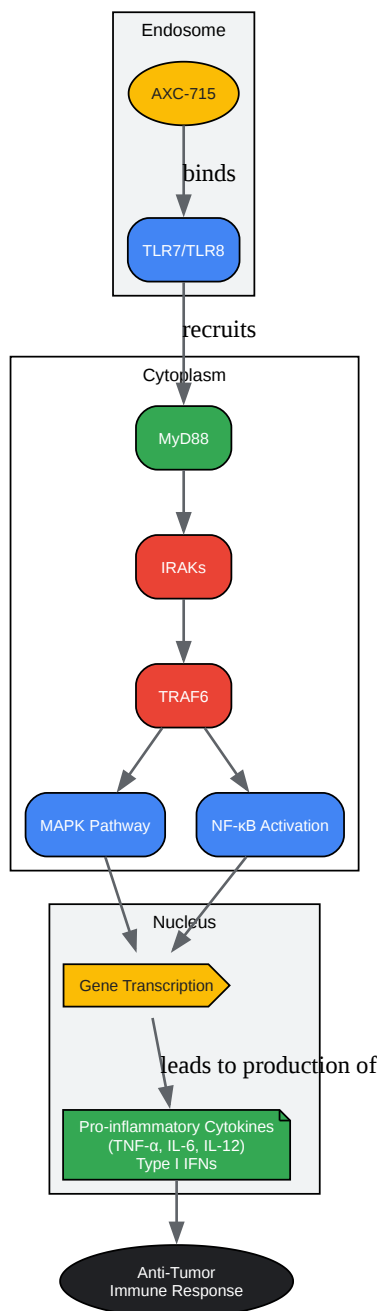 Endosome
AXC-715
binds
TLR7/TLR8
recruits
Cytoplasm
MyD88
IRAKs
TRAF6
MAPK Pathway
NF-κB Activation
Nucleus
Gene Transcription
leads to production of
Pro-inflammatory Cytokines
(TNF-α, IL-6, IL-12)
Type I IFNs
Anti-Tumor
Immune Response